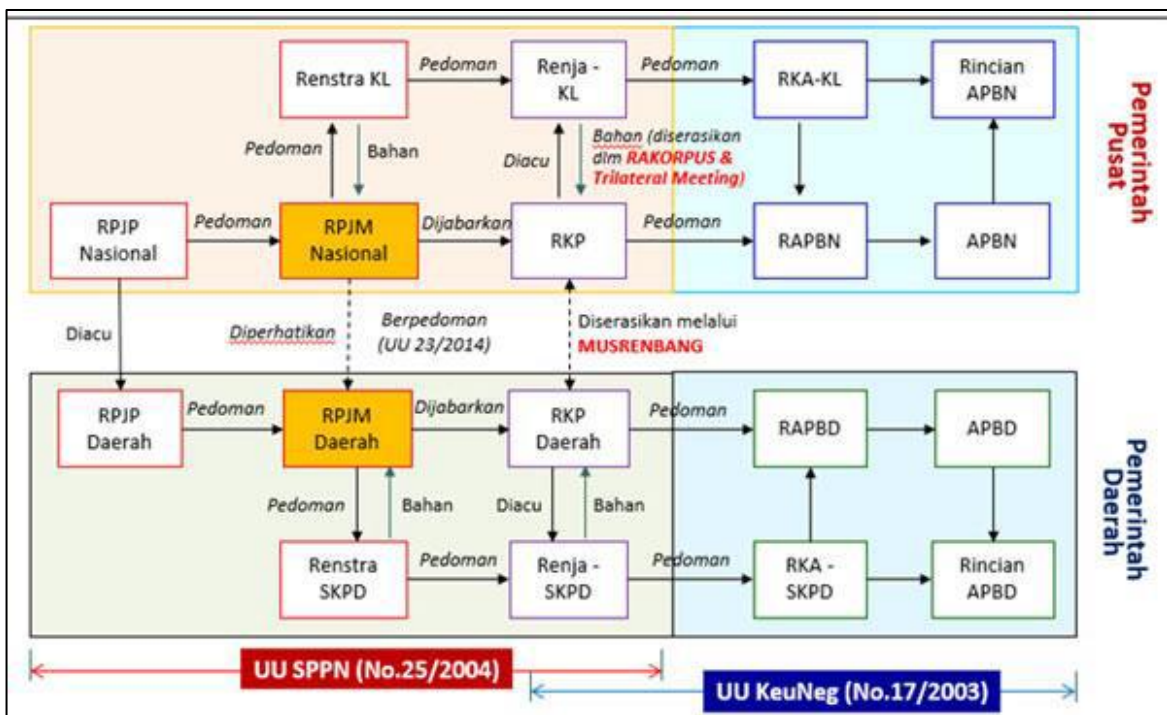 Renstra KL
Pedoman
Renja -
KL
Pedoman
RKA-KL
Rincian
APBN
Pedoman
Bahan
Diacu
Bahan (diserasikan
dlm RAKORPUS &
Trilateral Meeting)
RPJP
Nasional
Pedoman
RPJM
Nasional
Dijabarkan
RKP
Pedoman
RAPBN
APBN
Pemerintah
Pusat
Diacu
Diperhatikan
Berpedoman
(UU 23/2014)
Diserasikan melalui
MUSRENBANG
RPJP
Daerah
Pedoman
RPJM
Daerah
Dijabarkan
RKP
Daerah
Pedoman
RAPBD
APBD
Pedoman
Bahan
Diacu
Bahan
Renstra
SKPD
Pedoman
Renja -
SKPD
Pedoman
RKA -
SKPD
Rincian
APBD
Pemerintah
Daerah
UU SPPN (No.25/2004)
UU KeuNeg (No.17/2003)